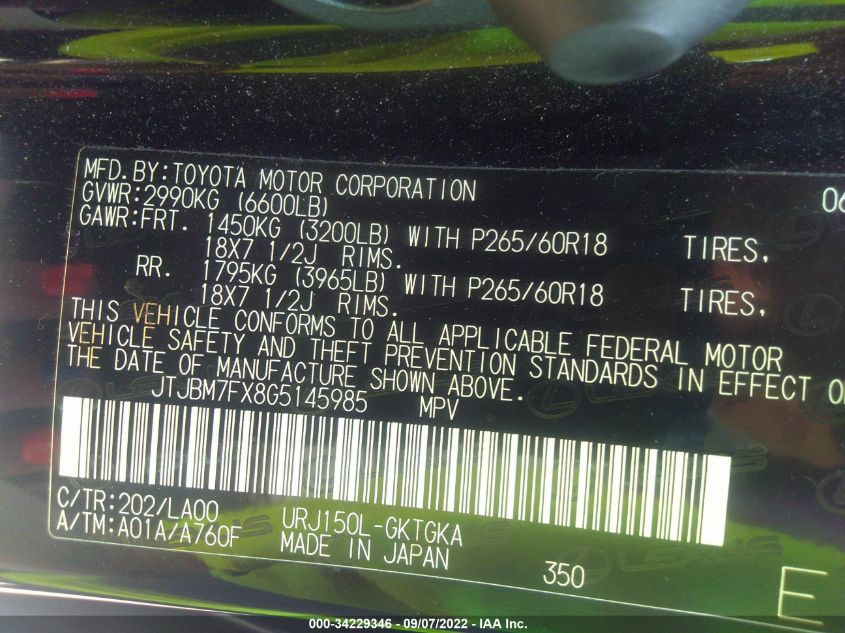 MFD.BY:TOYOTA MOTOR CORPORATION 06
GVWR:2990KG (6600LB)
GAWR:FRT. 1450KG (3200LB) WITH P265/60R18 TIRES,
18X7 1/2J RIMS.
RR. 1795KG (3965LB) WITH P265/60R18 TIRES,
18X7 1/2J RIMS.
THIS VEHICLE CONFORMS TO ALL APPLICABLE FEDERAL MOTOR
VEHICLE SAFETY AND THEFT PREVENTION STANDARDS IN EFFECT O
THE DATE OF MANUFACTURE SHOWN ABOVE.
JTJBM7FX8G5145985 MPV
C/TR:202/LA00 URJ150L-GKTGKA
A/TM:A01A/A760F MADE IN JAPAN
350 E
000-34229346 - 09/07/2022 - IAA Inc.